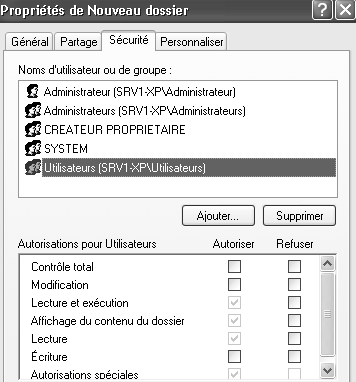 Propriétés de Nouveau dossier
Général Partage Sécurité Personnaliser
Noms d'utilisateur ou de groupe :
Administrateur (SRV1-XP\Administrateur)
Administrateurs (SRV1-XP\Administrateurs)
CREATEUR PROPRIETAIRE
SYSTEM
Utilisateurs (SRV1-XP\Utilisateurs)
Ajouter... Supprimer
Autorisations pour Utilisateurs Autoriser Refuser
Contrôle total
Modification
Lecture et exécution
Affichage du contenu du dossier
Lecture
Écriture
Autorisations spéciales